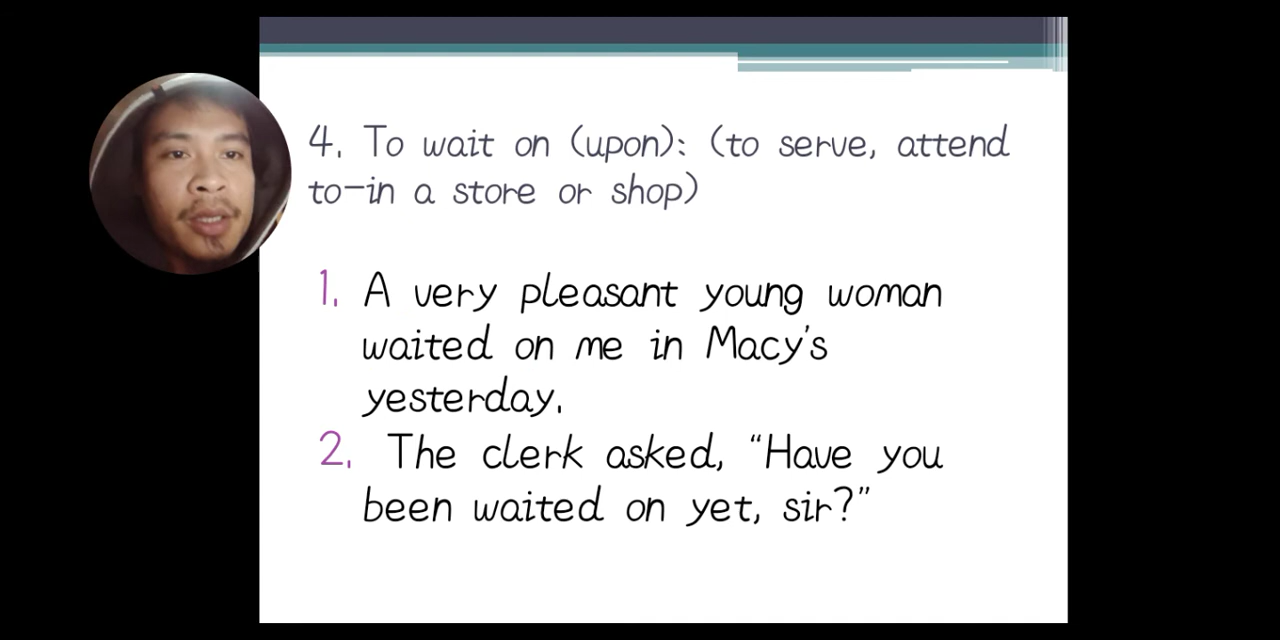 4. To wait on (upon): (to serve, attend
to-in a store or shop)
1. A very pleasant young woman
waited on me in Macy's
yesterday.
2. The clerk asked, "Have you
been waited on yet, sir?"